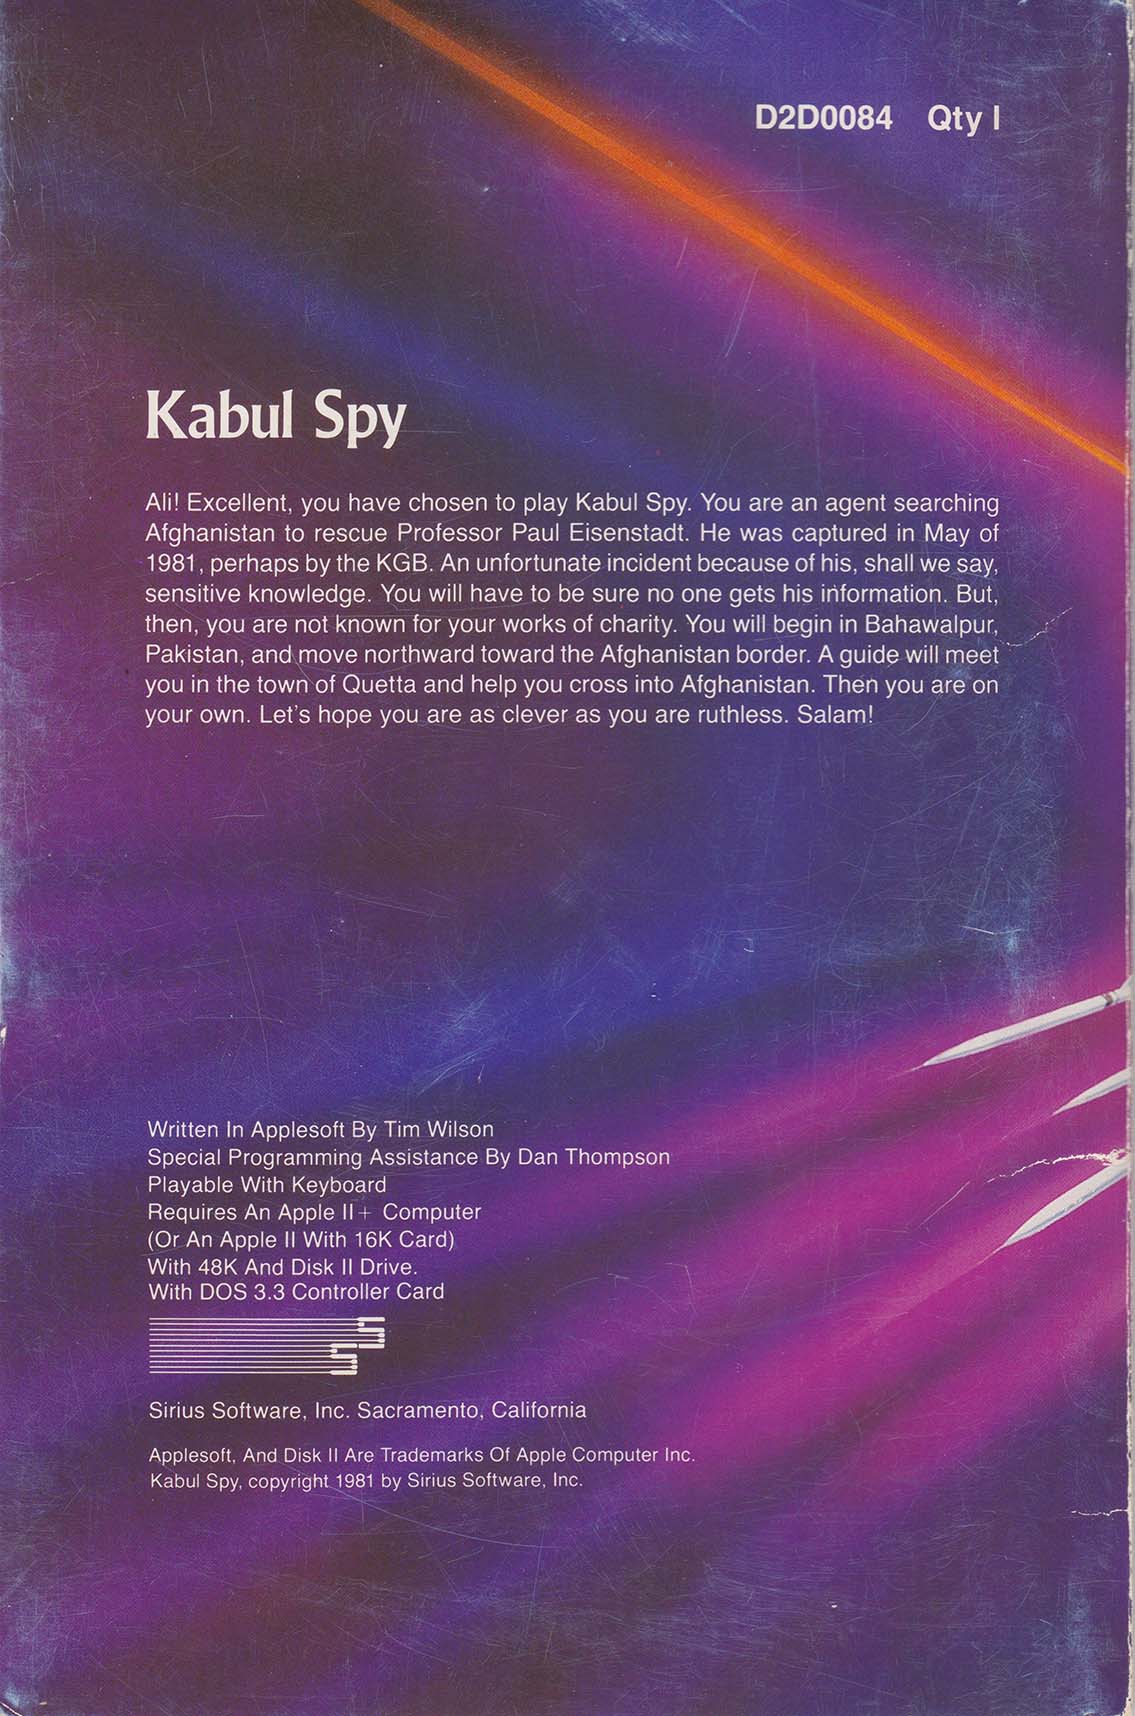 D2D0084 Qty I
Kabul Spy
Ali! Excellent, you have chosen to play Kabul Spy. You are an agent searching
Afghanistan to rescue Professor Paul Eisenstadt. He was captured in May of
1981, perhaps by the KGB. An unfortunate incident because of his, shall we say,
sensitive knowledge. You will have to be sure no one gets his information. But,
then, you are not known for your works of charity. You will begin in Bahawalpur,
Pakistan, and move northward toward the Afghanistan border. A guide will meet
you in the town of Quetta and help you cross into Afghanistan. Then you are on
your own. Let's hope you are as clever as you are ruthless. Salam!
Written In Applesoft By Tim Wilson
Special Programming Assistance By Dan Thompson
Playable With Keyboard
Requires An Apple II+ Computer
(Or An Apple II With 16K Card)
With 48K And Disk II Drive.
With DOS 3.3 Controller Card
SS
Sirius Software, Inc. Sacramento, California
Applesoft, And Disk II Are Trademarks Of Apple Computer Inc.
Kabul Spy, copyright 1981 by Sirius Software, Inc.